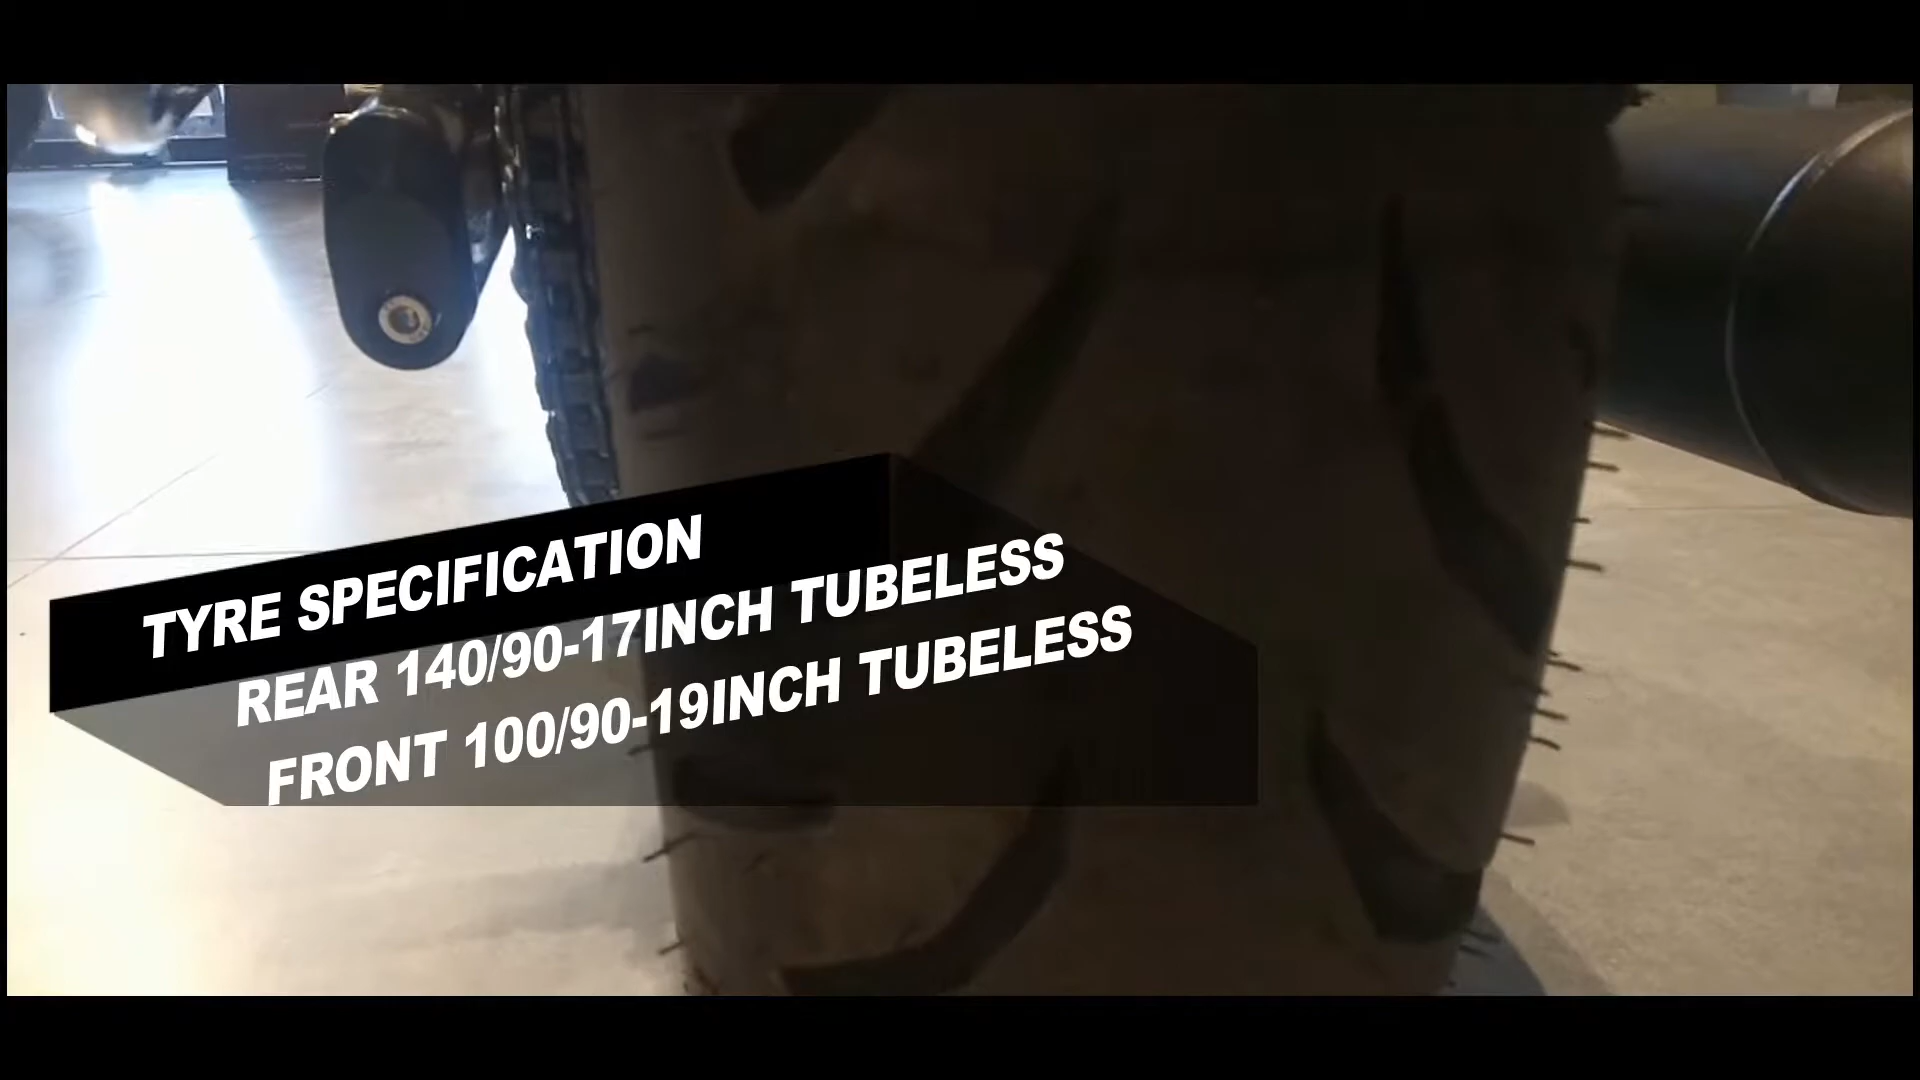 TYRE SPECIFICATION
REAR 140/90-17INCH TUBELESS
FRONT 100/90-19INCH TUBELESS